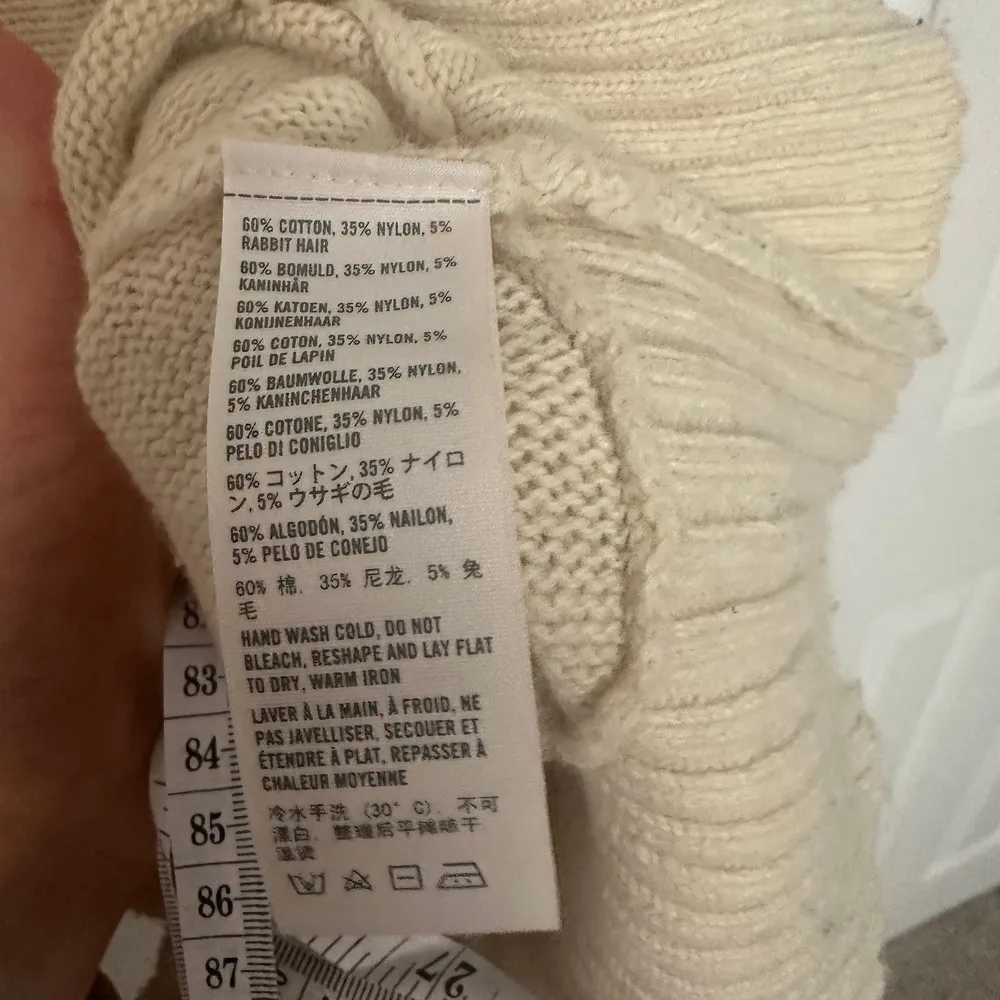 60% COTTON, 35% NYLON, 5%
RABBIT HAIR
60% BOMULD, 35% NYLON, 5%
KANINHÅR
60% KATOEN, 35% NYLON, 5%
KONIJNENHAAR
60% COTON, 35% NYLON, 5%
POIL DE LAPIN
60% BAUMWOLLE, 35% NYLON,
5% KANINCHENHAAR
60% COTONE, 35% NYLON, 5%
PELO DI CONIGLIO
60% コットン, 35% ナイロ
ン, 5% ウサギの毛
60% ALGODÓN, 35% NAILON,
5% PELO DE CONEJO
60% 棉, 35% 尼龙, 5% 兔
毛
HAND WASH COLD, DO NOT
BLEACH, RESHAPE AND LAY FLAT
TO DRY, WARM IRON
LAVER À LA MAIN, À FROID, NE
PAS JAVELLISER, SECOUER ET
ÉTENDRE À PLAT, REPASSER À
CHALEUR MOYENNE
冷水手洗 (30° C), 不可
漂白, 整理后平摊晾干
温烫
83
84
85
86
87
27